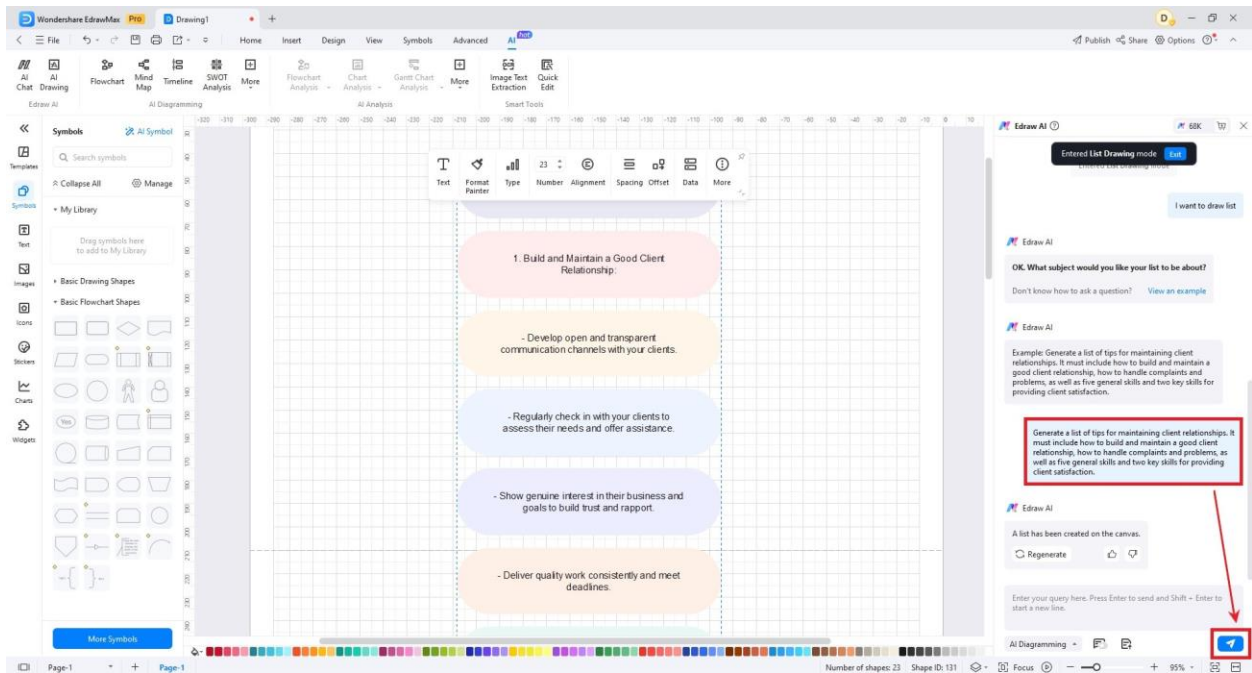 Wondershare EdrawMax Pro Drawing1 +
File Home Insert Design View Symbols Advanced AI hot Publish Share Options
AI Chat AI Drawing Flowchart Mind Map Timeline SWOT Analysis More Flowchart Analysis Chart Analysis Gantt Chart Analysis More Image Text Extraction Quick Edit
Edraw AI AI Diagramming AI Analysis Smart Tools
Templates
Symbols
Text
Images
Icons
Stickers
Charts
Widgets
Symbols AI Symbol
Search symbols
Collapse All Manage
My Library
Drag symbols here
to add to My Library
Basic Drawing Shapes
Basic Flowchart Shapes
Yes
More Symbols
Text Format Painter Type 23 Number Alignment Spacing Offset Data More
1. Build and Maintain a Good Client
Relationship:
- Develop open and transparent
communication channels with your clients.
- Regularly check in with your clients to
assess their needs and offer assistance.
- Show genuine interest in their business and
goals to build trust and rapport.
- Deliver quality work consistently and meet
deadlines.
Edraw AI 68K
Entered List Drawing mode Exit
I want to draw list
Edraw AI
OK. What subject would you like your list to be about?
Don't know how to ask a question? View an example
Edraw AI
Example: Generate a list of tips for maintaining client
relationships. It must include how to build and maintain a
good client relationship, how to handle complaints and
problems, as well as five general skills and two key skills for
providing client satisfaction.
Generate a list of tips for maintaining client relationships. It
must include how to build and maintain a good client
relationship, how to handle complaints and problems, as
well as five general skills and two key skills for providing
client satisfaction.
Edraw AI
A list has been created on the canvas.
Regenerate
Enter your query here. Press Enter to send and Shift + Enter to
start a new line.
AI Diagramming
Page-1 + Page-1 Number of shapes: 23 Shape ID: 131 Focus 95%